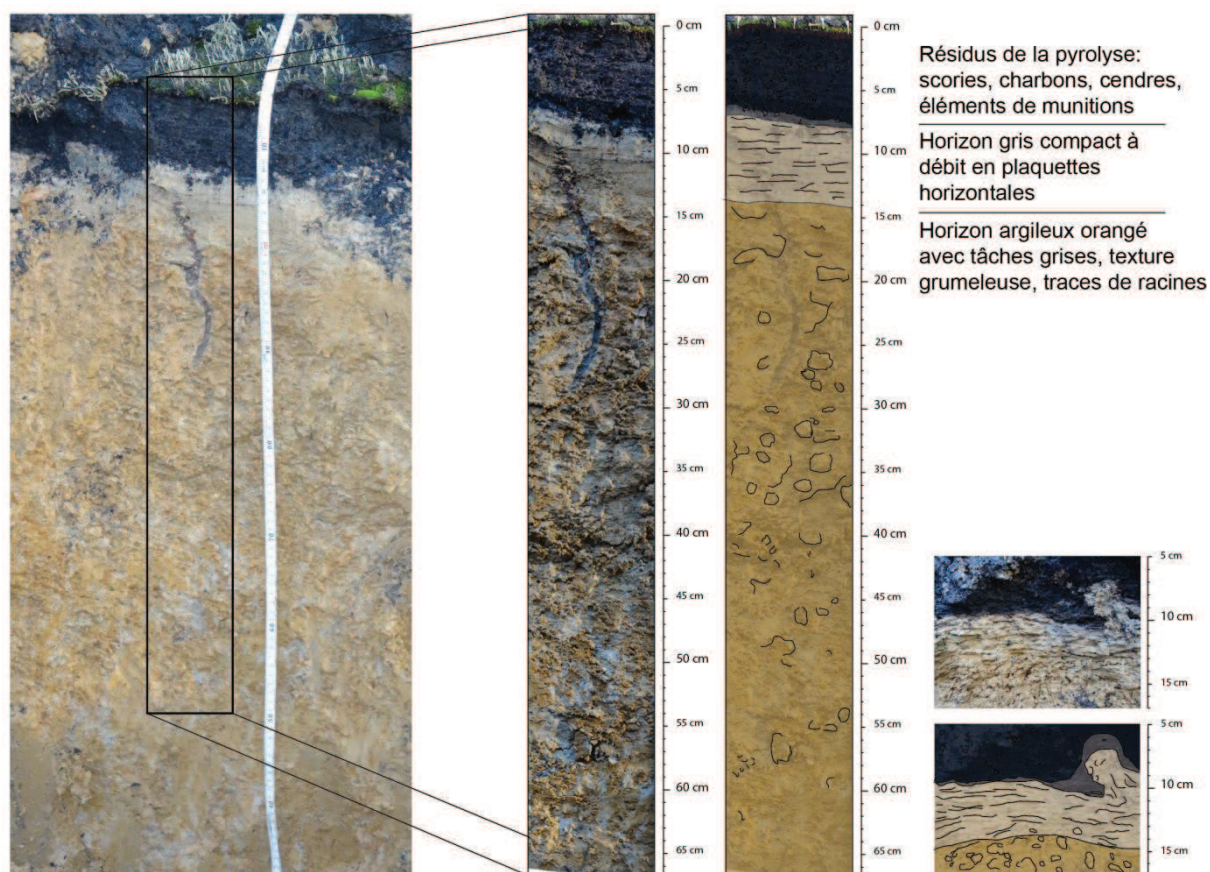 0 cm
5 cm
10 cm
15 cm
20 cm
25 cm
30 cm
35 cm
40 cm
45 cm
50 cm
55 cm
60 cm
65 cm
0 cm
5 cm
10 cm
15 cm
20 cm
25 cm
30 cm
35 cm
40 cm
45 cm
50 cm
55 cm
60 cm
65 cm
Résidus de la pyrolyse:
scories, charbons, cendres,
éléments de munitions
Horizon gris compact à
débit en plaquettes
horizontales
Horizon argileux orangé
avec tâches grises, texture
grumeleuse, traces de racines
5 cm
10 cm
15 cm
5 cm
10 cm
15 cm